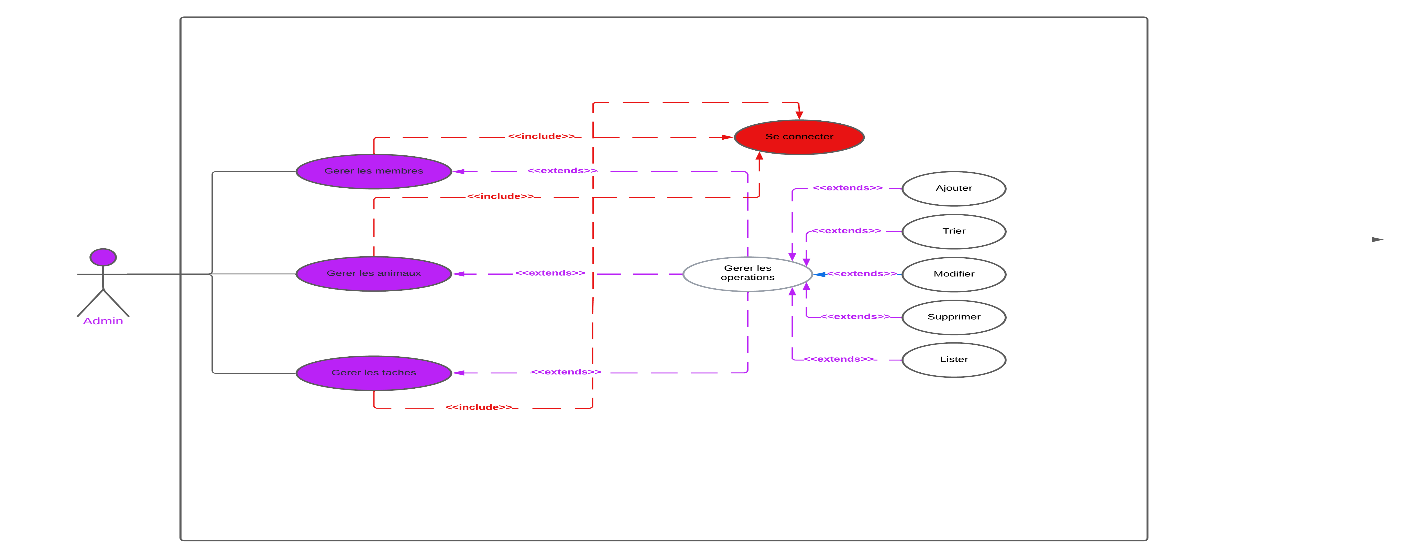 <<include>>
Se connecter
Gerer les membres
<<extends>>
<<extends>>
Ajouter
<<include>>
<<extends>>
Trier
Gerer les animaux
<<extends>>
Gerer les
operations
<<extends>>
Modifier
Admin
<<extends>>
Supprimer
Gerer les taches
<<extends>>
<<extends>>
Lister
<<include>>